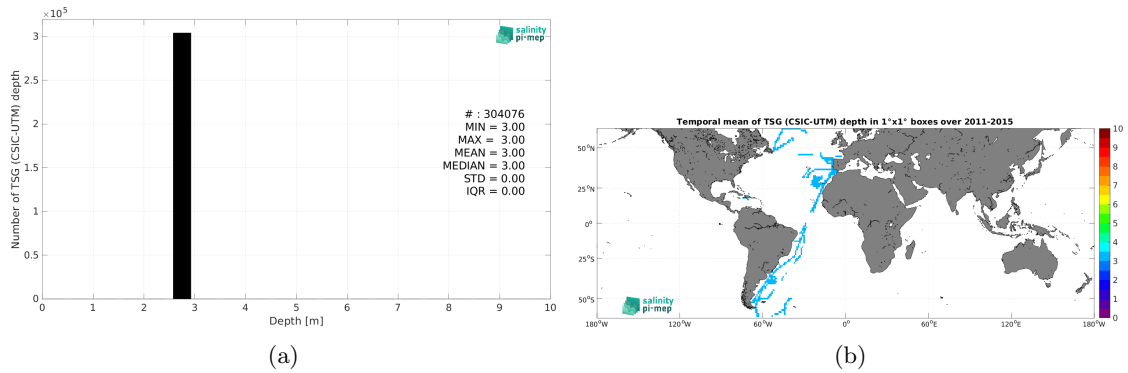 ×10⁵
3
2.5
2
1.5
1
0.5
0
0 1 2 3 4 5 6 7 8 9 10
Number of TSG (CSIC-UTM) depth
Depth [m]
salinity
pi-mep
# : 304076
MIN = 3.00
MAX = 3.00
MEAN = 3.00
MEDIAN = 3.00
STD = 0.00
IQR = 0.00
(a)
Temporal mean of TSG (CSIC-UTM) depth in 1°x1° boxes over 2011-2015
50°N
25°N
0°
25°S
50°S
180°W 120°W 60°W 0° 60°E 120°E 180°W
salinity
pi-mep
10
9
8
7
6
5
4
3
2
1
0
(b)